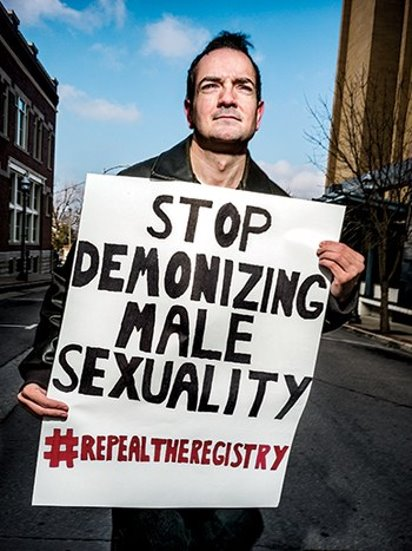 STOP
DEMONIZING
MALE
SEXUALITY
#REPEALTHEREGISTRY